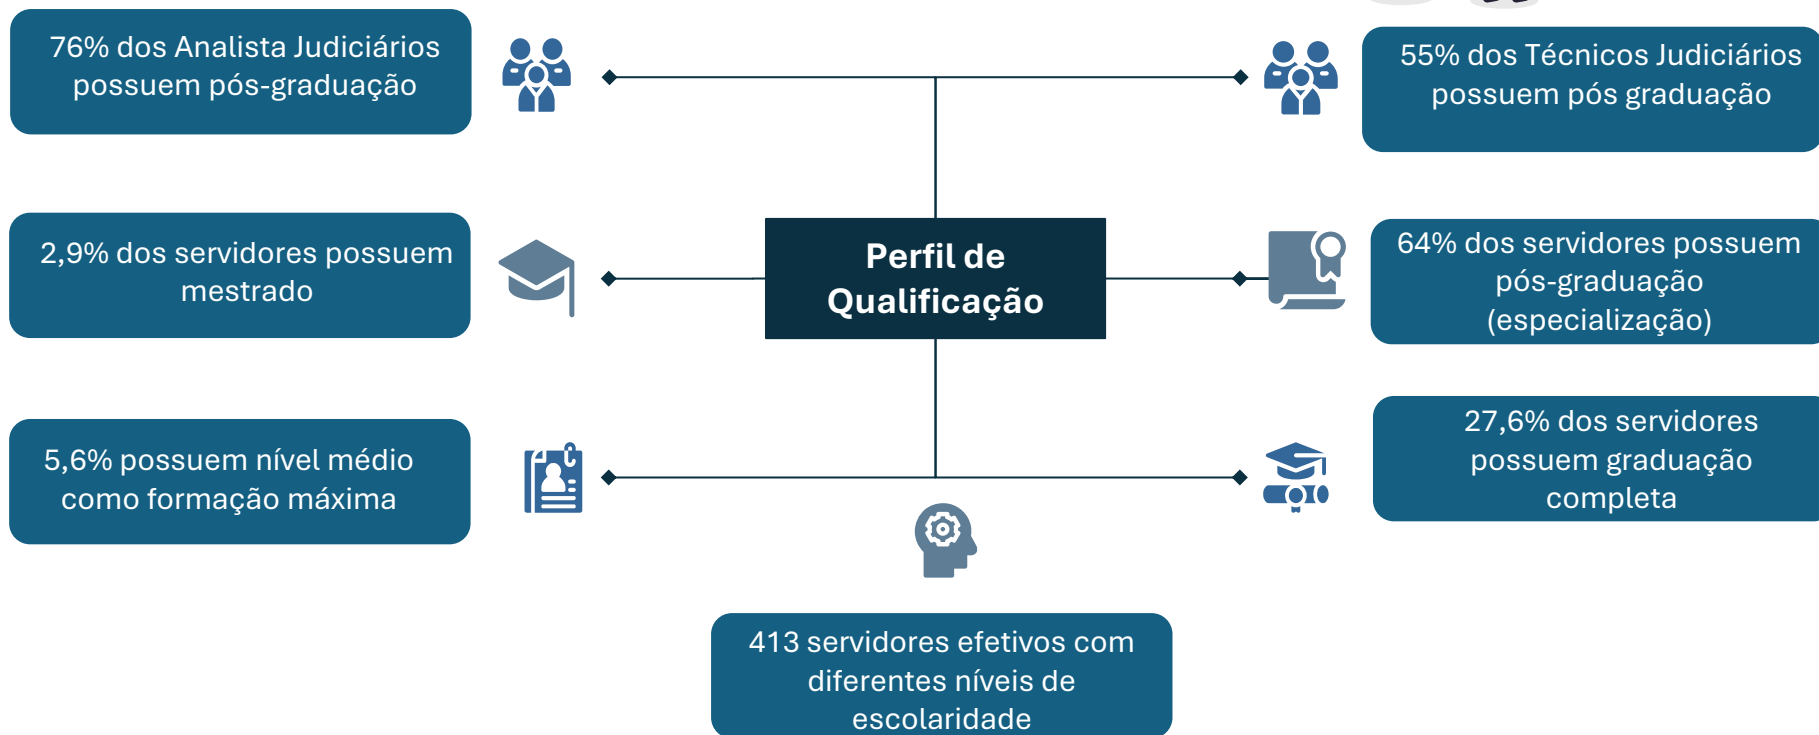 76% dos Analista Judiciários
possuem pós-graduação
55% dos Técnicos Judiciários
possuem pós graduação
2,9% dos servidores possuem
mestrado
Perfil de
Qualificação
64% dos servidores possuem
pós-graduação
(especialização)
5,6% possuem nível médio
como formação máxima
27,6% dos servidores
possuem graduação
completa
413 servidores efetivos com
diferentes níveis de
escolaridade